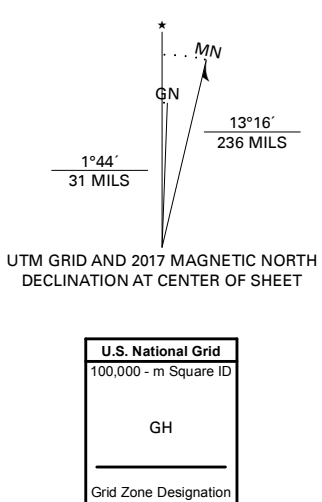 ★
MN
GN
13°16´
236 MILS
1°44´
31 MILS
UTM GRID AND 2017 MAGNETIC NORTH
DECLINATION AT CENTER OF SHEET
U.S. National Grid
100,000 - m Square ID
GH
Grid Zone Designation